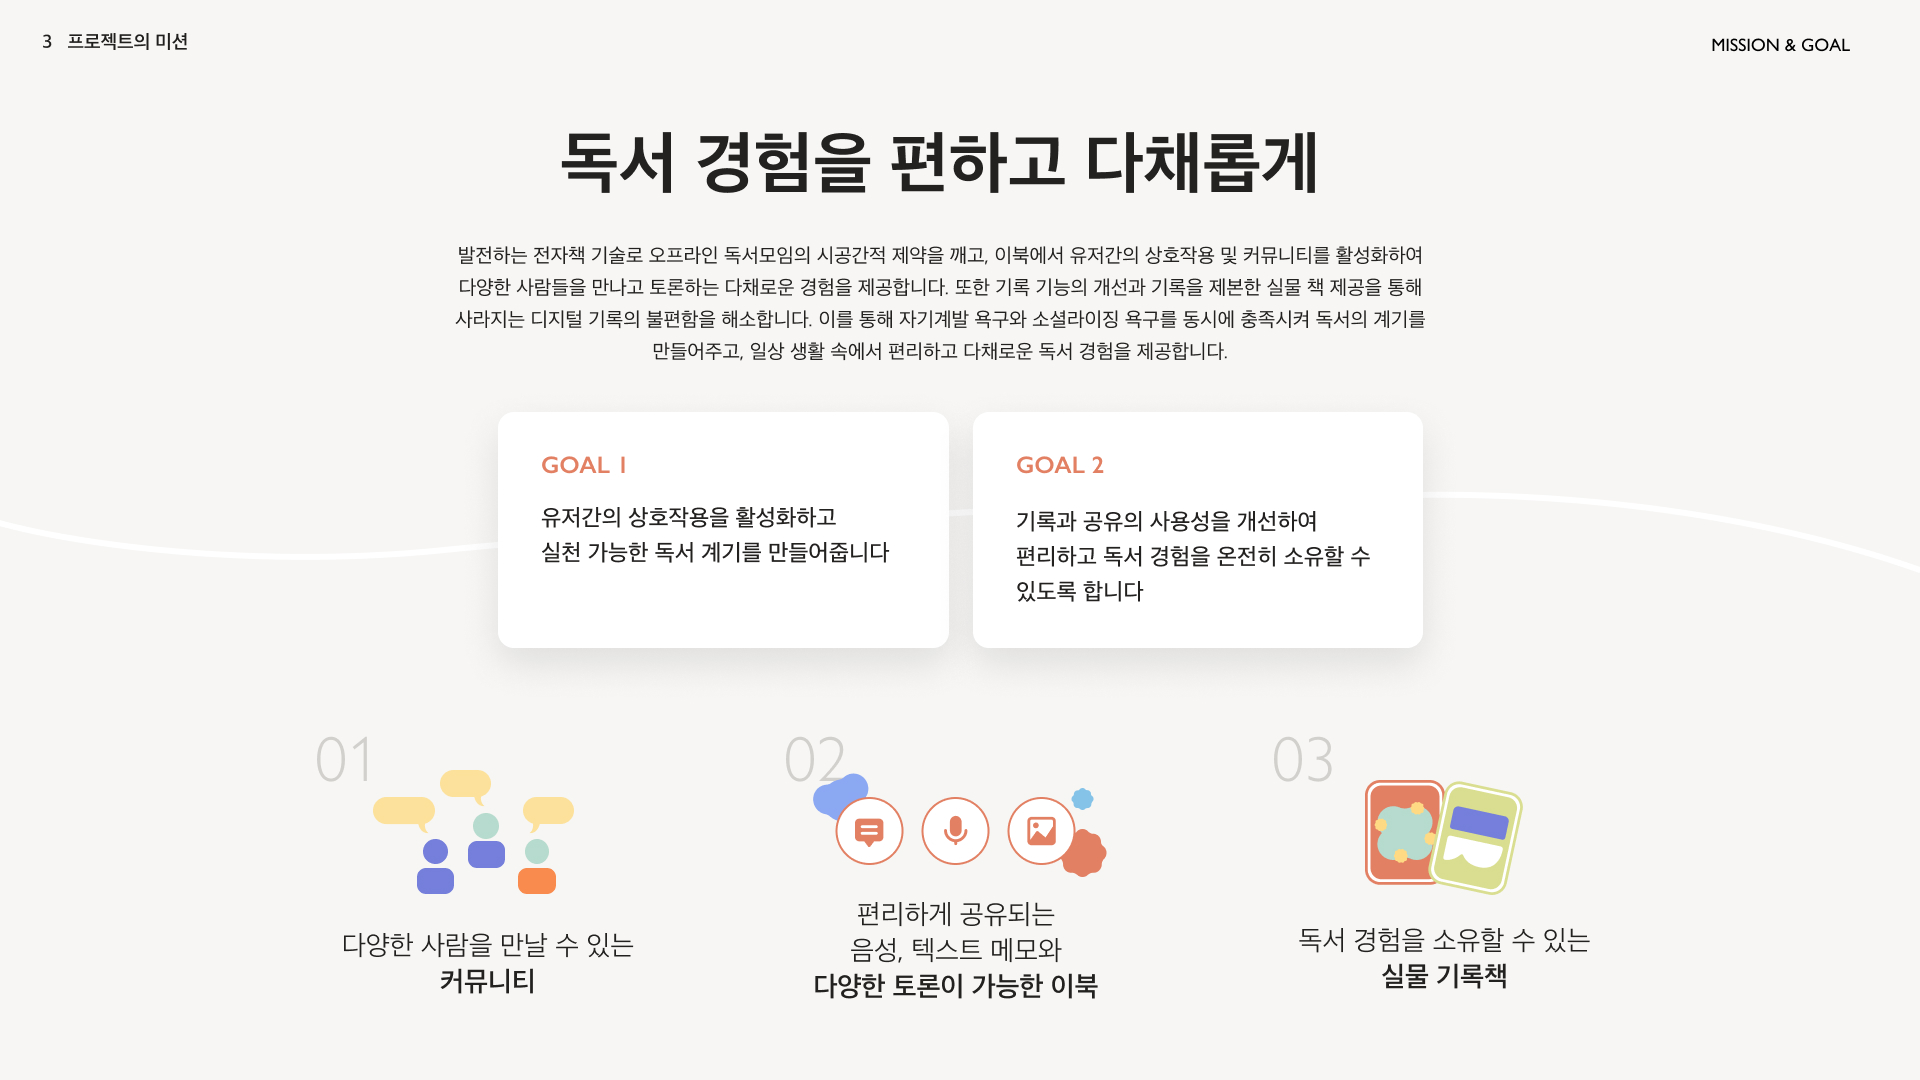 3 프로젝트의 미션
MISSION & GOAL
독서 경험을 편하고 다채롭게
발전하는 전자책 기술로 오프라인 독서모임의 시공간적 제약을 깨고, 이북에서 유저간의 상호작용 및 커뮤니티를 활성화하여
다양한 사람들을 만나고 토론하는 다채로운 경험을 제공합니다. 또한 기록 기능의 개선과 기록을 제본한 실물 책 제공을 통해
사라지는 디지털 기록의 불편함을 해소합니다. 이를 통해 자기계발 욕구와 소셜라이징 욕구를 동시에 충족시켜 독서의 계기를
만들어주고, 일상 생활 속에서 편리하고 다채로운 독서 경험을 제공합니다.
GOAL 1
유저간의 상호작용을 활성화하고
실천 가능한 독서 계기를 만들어줍니다
GOAL 2
기록과 공유의 사용성을 개선하여
편리하고 독서 경험을 온전히 소유할 수
있도록 합니다
01
다양한 사람을 만날 수 있는
커뮤니티
02
편리하게 공유되는
음성, 텍스트 메모와
다양한 토론이 가능한 이북
03
독서 경험을 소유할 수 있는
실물 기록책